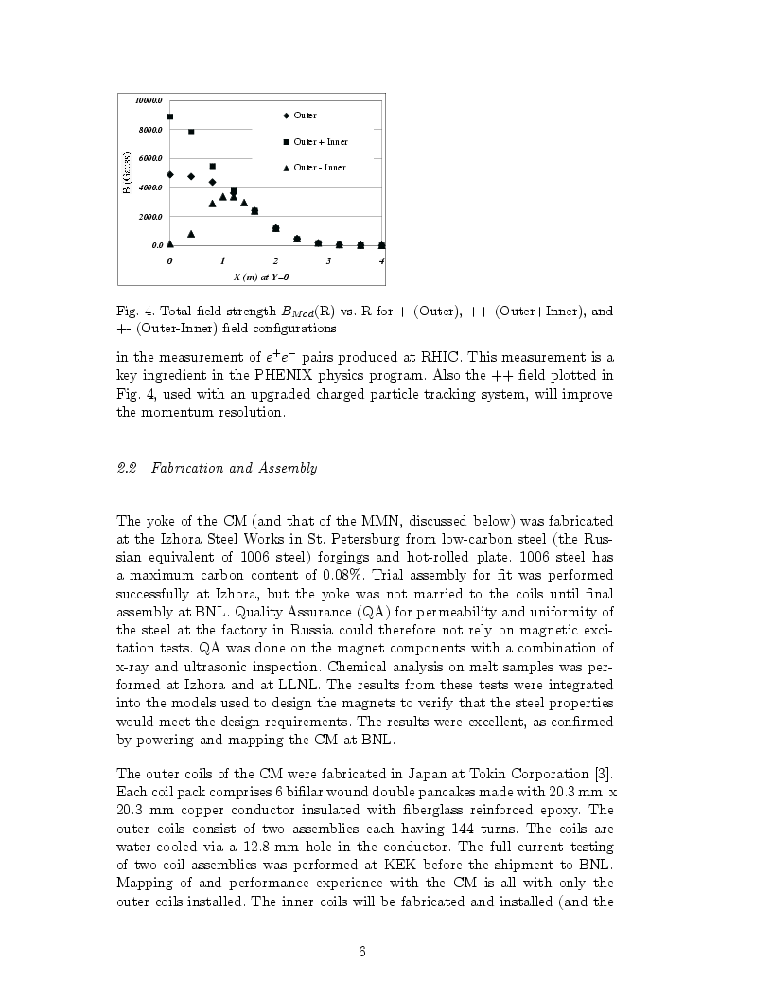 10000.0
8000.0
6000.0
4000.0
2000.0
0.0
B (Gauss)
Outer
Outer + Inner
Outer - Inner
0 1 2 3 4
X (m) at Y=0
Fig. 4. Total field strength B_Mod(R) vs. R for + (Outer), ++ (Outer+Inner), and
+- (Outer-Inner) field configurations
in the measurement of e⁺e⁻ pairs produced at RHIC. This measurement is a
key ingredient in the PHENIX physics program. Also the ++ field plotted in
Fig. 4, used with an upgraded charged particle tracking system, will improve
the momentum resolution.
2.2 Fabrication and Assembly
The yoke of the CM (and that of the MMN, discussed below) was fabricated
at the Izhora Steel Works in St. Petersburg from low-carbon steel (the Rus-
sian equivalent of 1006 steel) forgings and hot-rolled plate. 1006 steel has
a maximum carbon content of 0.08%. Trial assembly for fit was performed
successfully at Izhora, but the yoke was not married to the coils until final
assembly at BNL. Quality Assurance (QA) for permeability and uniformity of
the steel at the factory in Russia could therefore not rely on magnetic exci-
tation tests. QA was done on the magnet components with a combination of
x-ray and ultrasonic inspection. Chemical analysis on melt samples was per-
formed at Izhora and at LLNL. The results from these tests were integrated
into the models used to design the magnets to verify that the steel properties
would meet the design requirements. The results were excellent, as confirmed
by powering and mapping the CM at BNL.
The outer coils of the CM were fabricated in Japan at Tokin Corporation [3].
Each coil pack comprises 6 bifilar wound double pancakes made with 20.3 mm x
20.3 mm copper conductor insulated with fiberglass reinforced epoxy. The
outer coils consist of two assemblies each having 144 turns. The coils are
water-cooled via a 12.8-mm hole in the conductor. The full current testing
of two coil assemblies was performed at KEK before the shipment to BNL.
Mapping of and performance experience with the CM is all with only the
outer coils installed. The inner coils will be fabricated and installed (and the
6